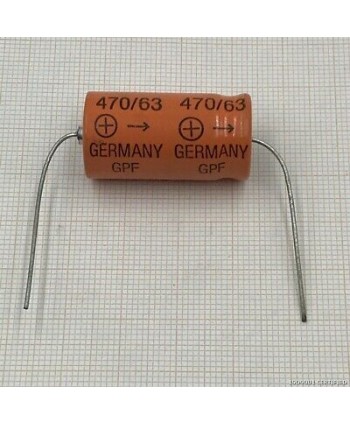 470/63 470/63
⊕ → ⊕ →
GERMANY GERMANY
GPF GPF